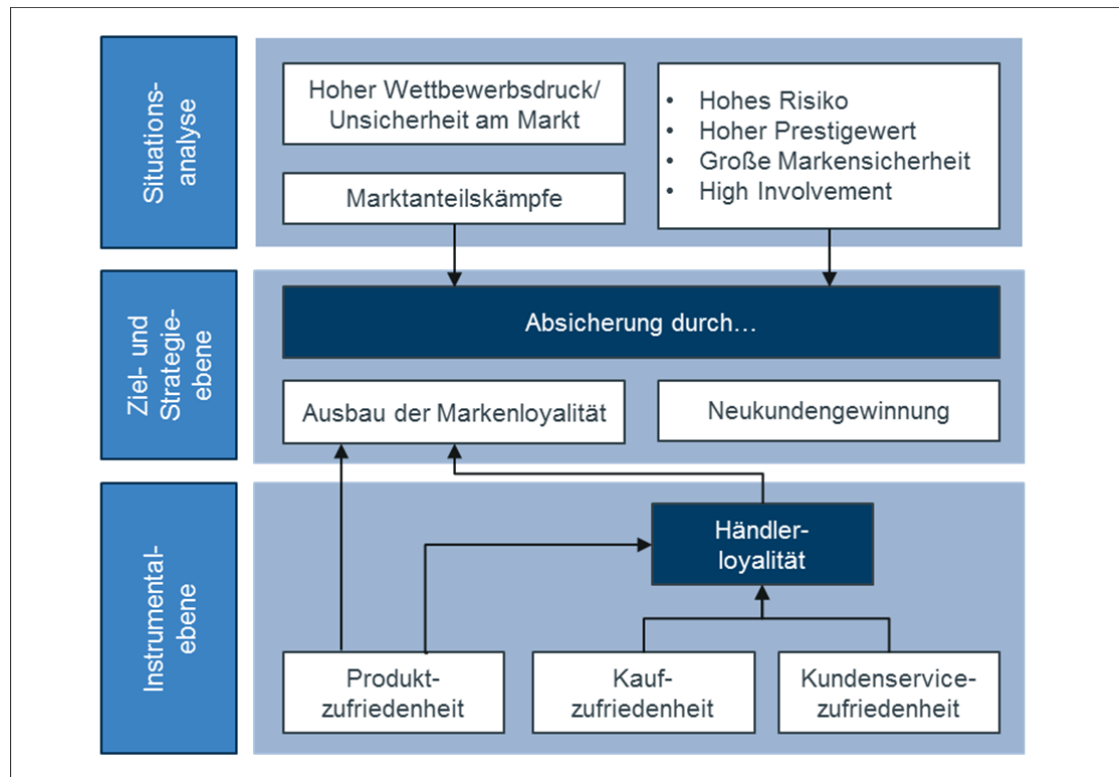 Situations-
analyse
Hoher Wettbewerbsdruck/
Unsicherheit am Markt
Marktanteilskämpfe
• Hohes Risiko
• Hoher Prestigewert
• Große Markensicherheit
• High Involvement
Ziel- und
Strategie-
ebene
Absicherung durch…
Ausbau der Markenloyalität
Neukundengewinnung
Instrumental-
ebene
Händler-
loyalität
Produkt-
zufriedenheit
Kauf-
zufriedenheit
Kundenservice-
zufriedenheit